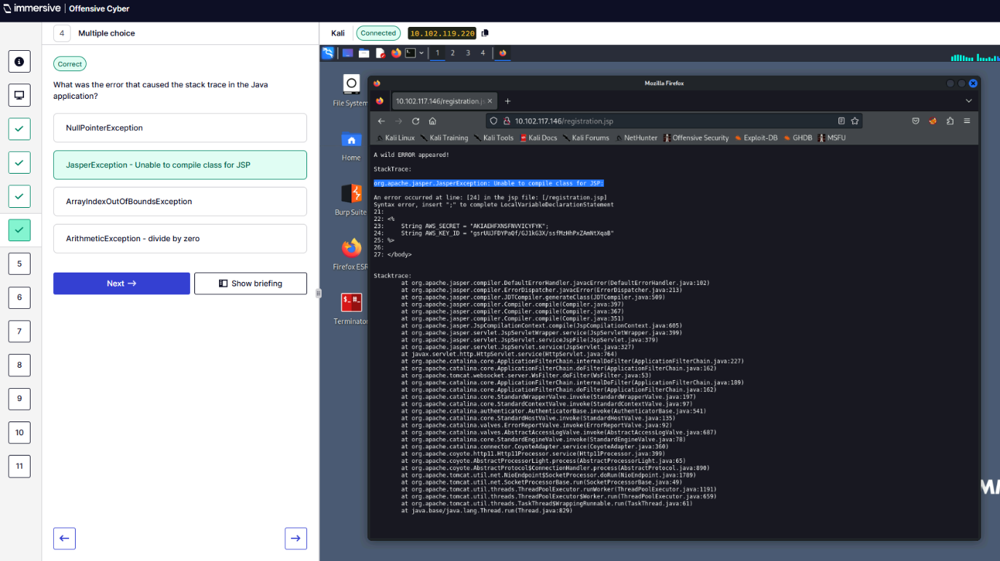 immersive | Offensive Cyber
4 Multiple choice
Kali Connected 10.102.119.220
1 2 3 4
Correct
What was the error that caused the stack trace in the Java
application?
NullPointerException
JasperException - Unable to compile class for JSP
ArrayIndexOutOfBoundsException
ArithmeticException - divide by zero
Next →
Show briefing
5
6
7
8
9
10
11
File System
Home
Burp Suite
Firefox ESR
Terminator
Mozilla Firefox
10.102.117.146/registration.js
10.102.117.146/registration.jsp
Kali Linux Kali Training Kali Tools Kali Docs Kali Forums NetHunter Offensive Security Exploit-DB GHDB MSFU
A wild ERROR appeared!
StackTrace:
org.apache.jasper.JasperException: Unable to compile class for JSP:
An error occurred at line: [24] in the jsp file: [/registration.jsp]
Syntax error, insert ";" to complete LocalVariableDeclarationStatement
21:
22: <%
23: String AWS_SECRET = "AKIAEHFXNSFNVVICYFYK";
24: String AWS_KEY_ID = "gsrUUJFDYPaQf/GJ1kG3X/ssfMzHhPxZAmNtXqaB"
25: %>
26:
27: </body>
Stacktrace:
at org.apache.jasper.compiler.DefaultErrorHandler.javacError(DefaultErrorHandler.java:102)
at org.apache.jasper.compiler.ErrorDispatcher.javacError(ErrorDispatcher.java:213)
at org.apache.jasper.compiler.JDTCompiler.generateClass(JDTCompiler.java:509)
at org.apache.jasper.compiler.Compiler.compile(Compiler.java:397)
at org.apache.jasper.compiler.Compiler.compile(Compiler.java:367)
at org.apache.jasper.compiler.Compiler.compile(Compiler.java:351)
at org.apache.jasper.JspCompilationContext.compile(JspCompilationContext.java:605)
at org.apache.jasper.servlet.JspServletWrapper.service(JspServletWrapper.java:399)
at org.apache.jasper.servlet.JspServlet.serviceJspFile(JspServlet.java:379)
at org.apache.jasper.servlet.JspServlet.service(JspServlet.java:327)
at javax.servlet.http.HttpServlet.service(HttpServlet.java:764)
at org.apache.catalina.core.ApplicationFilterChain.internalDoFilter(ApplicationFilterChain.java:227)
at org.apache.catalina.core.ApplicationFilterChain.doFilter(ApplicationFilterChain.java:162)
at org.apache.tomcat.websocket.server.WsFilter.doFilter(WsFilter.java:53)
at org.apache.catalina.core.ApplicationFilterChain.internalDoFilter(ApplicationFilterChain.java:189)
at org.apache.catalina.core.ApplicationFilterChain.doFilter(ApplicationFilterChain.java:162)
at org.apache.catalina.core.StandardWrapperValve.invoke(StandardWrapperValve.java:197)
at org.apache.catalina.core.StandardContextValve.invoke(StandardContextValve.java:97)
at org.apache.catalina.authenticator.AuthenticatorBase.invoke(AuthenticatorBase.java:541)
at org.apache.catalina.core.StandardHostValve.invoke(StandardHostValve.java:135)
at org.apache.catalina.valves.ErrorReportValve.invoke(ErrorReportValve.java:92)
at org.apache.catalina.valves.AbstractAccessLogValve.invoke(AbstractAccessLogValve.java:687)
at org.apache.catalina.core.StandardEngineValve.invoke(StandardEngineValve.java:78)
at org.apache.catalina.connector.CoyoteAdapter.service(CoyoteAdapter.java:360)
at org.apache.coyote.http11.Http11Processor.service(Http11Processor.java:399)
at org.apache.coyote.AbstractProcessorLight.process(AbstractProcessorLight.java:65)
at org.apache.coyote.AbstractProtocol$ConnectionHandler.process(AbstractProtocol.java:890)
at org.apache.tomcat.util.net.NioEndpoint$SocketProcessor.doRun(NioEndpoint.java:1789)
at org.apache.tomcat.util.net.SocketProcessorBase.run(SocketProcessorBase.java:49)
at org.apache.tomcat.util.threads.ThreadPoolExecutor.runWorker(ThreadPoolExecutor.java:1191)
at org.apache.tomcat.util.threads.ThreadPoolExecutor$Worker.run(ThreadPoolExecutor.java:659)
at org.apache.tomcat.util.threads.TaskThread$WrappingRunnable.run(TaskThread.java:61)
at java.base/java.lang.Thread.run(Thread.java:829)